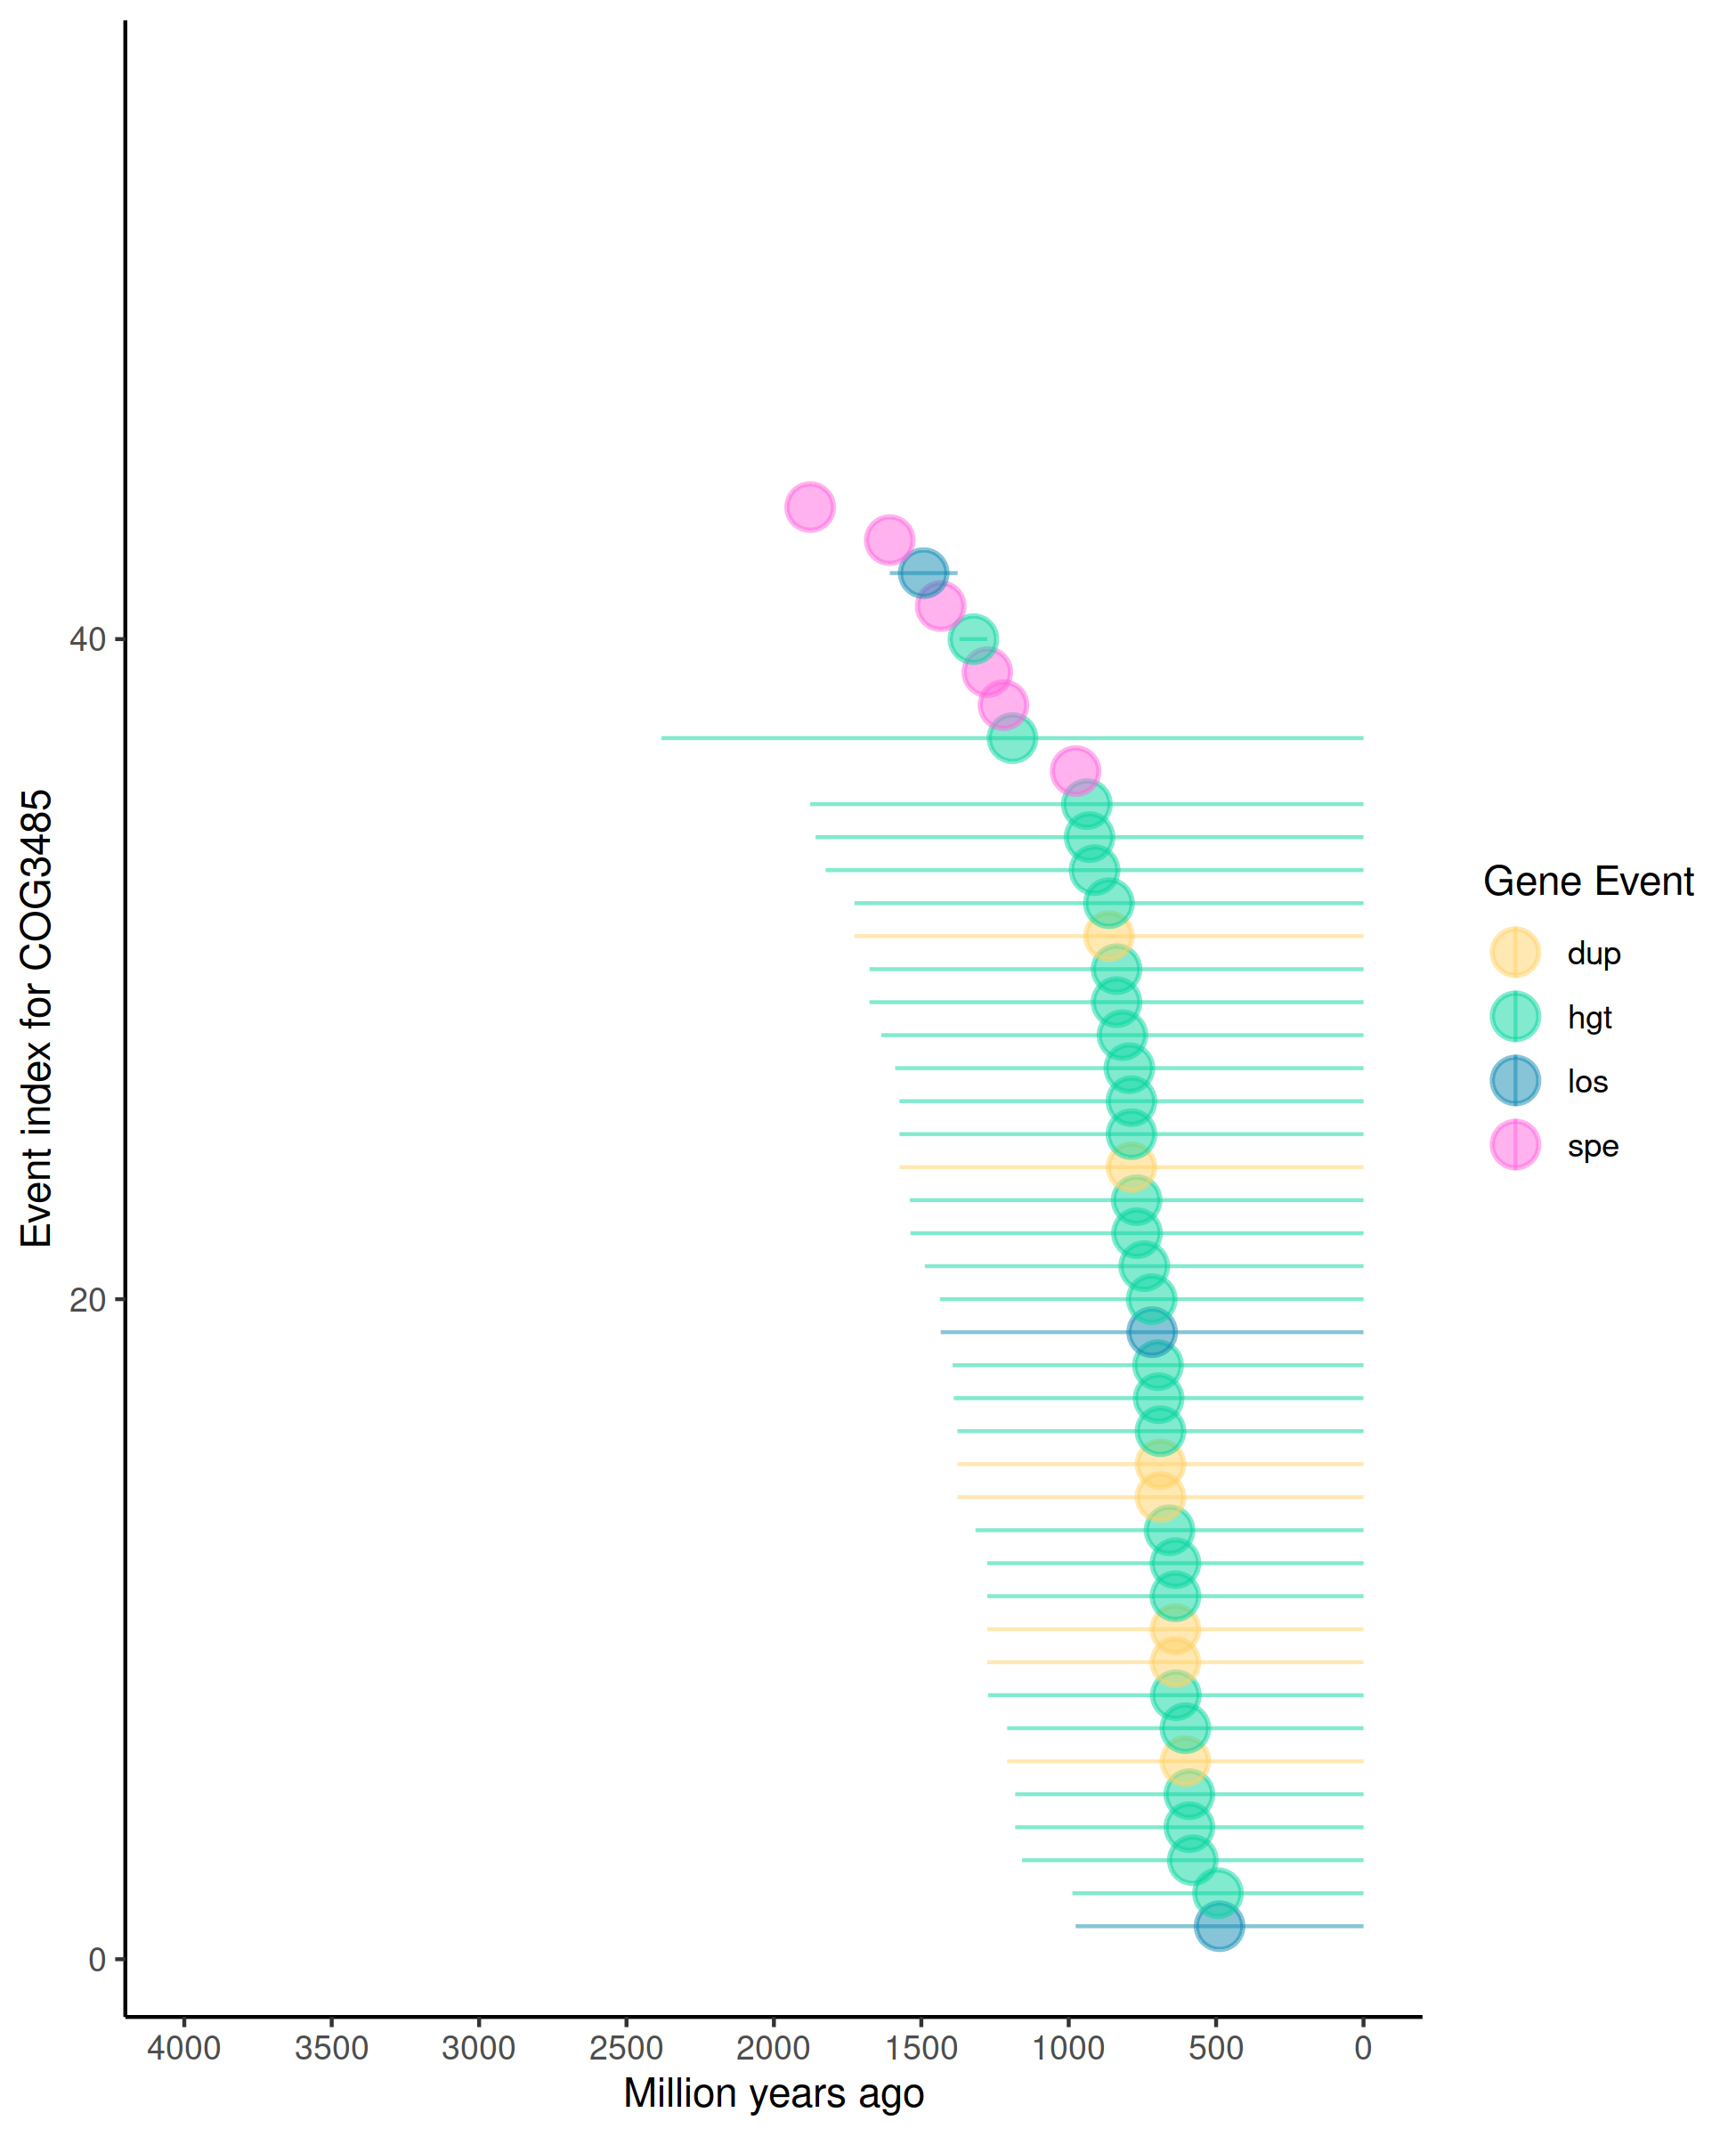 Event index for COG3485
40
20
0
4000 3500 3000 2500 2000 1500 1000 500 0
Million years ago
Gene Event
dup
hgt
los
spe